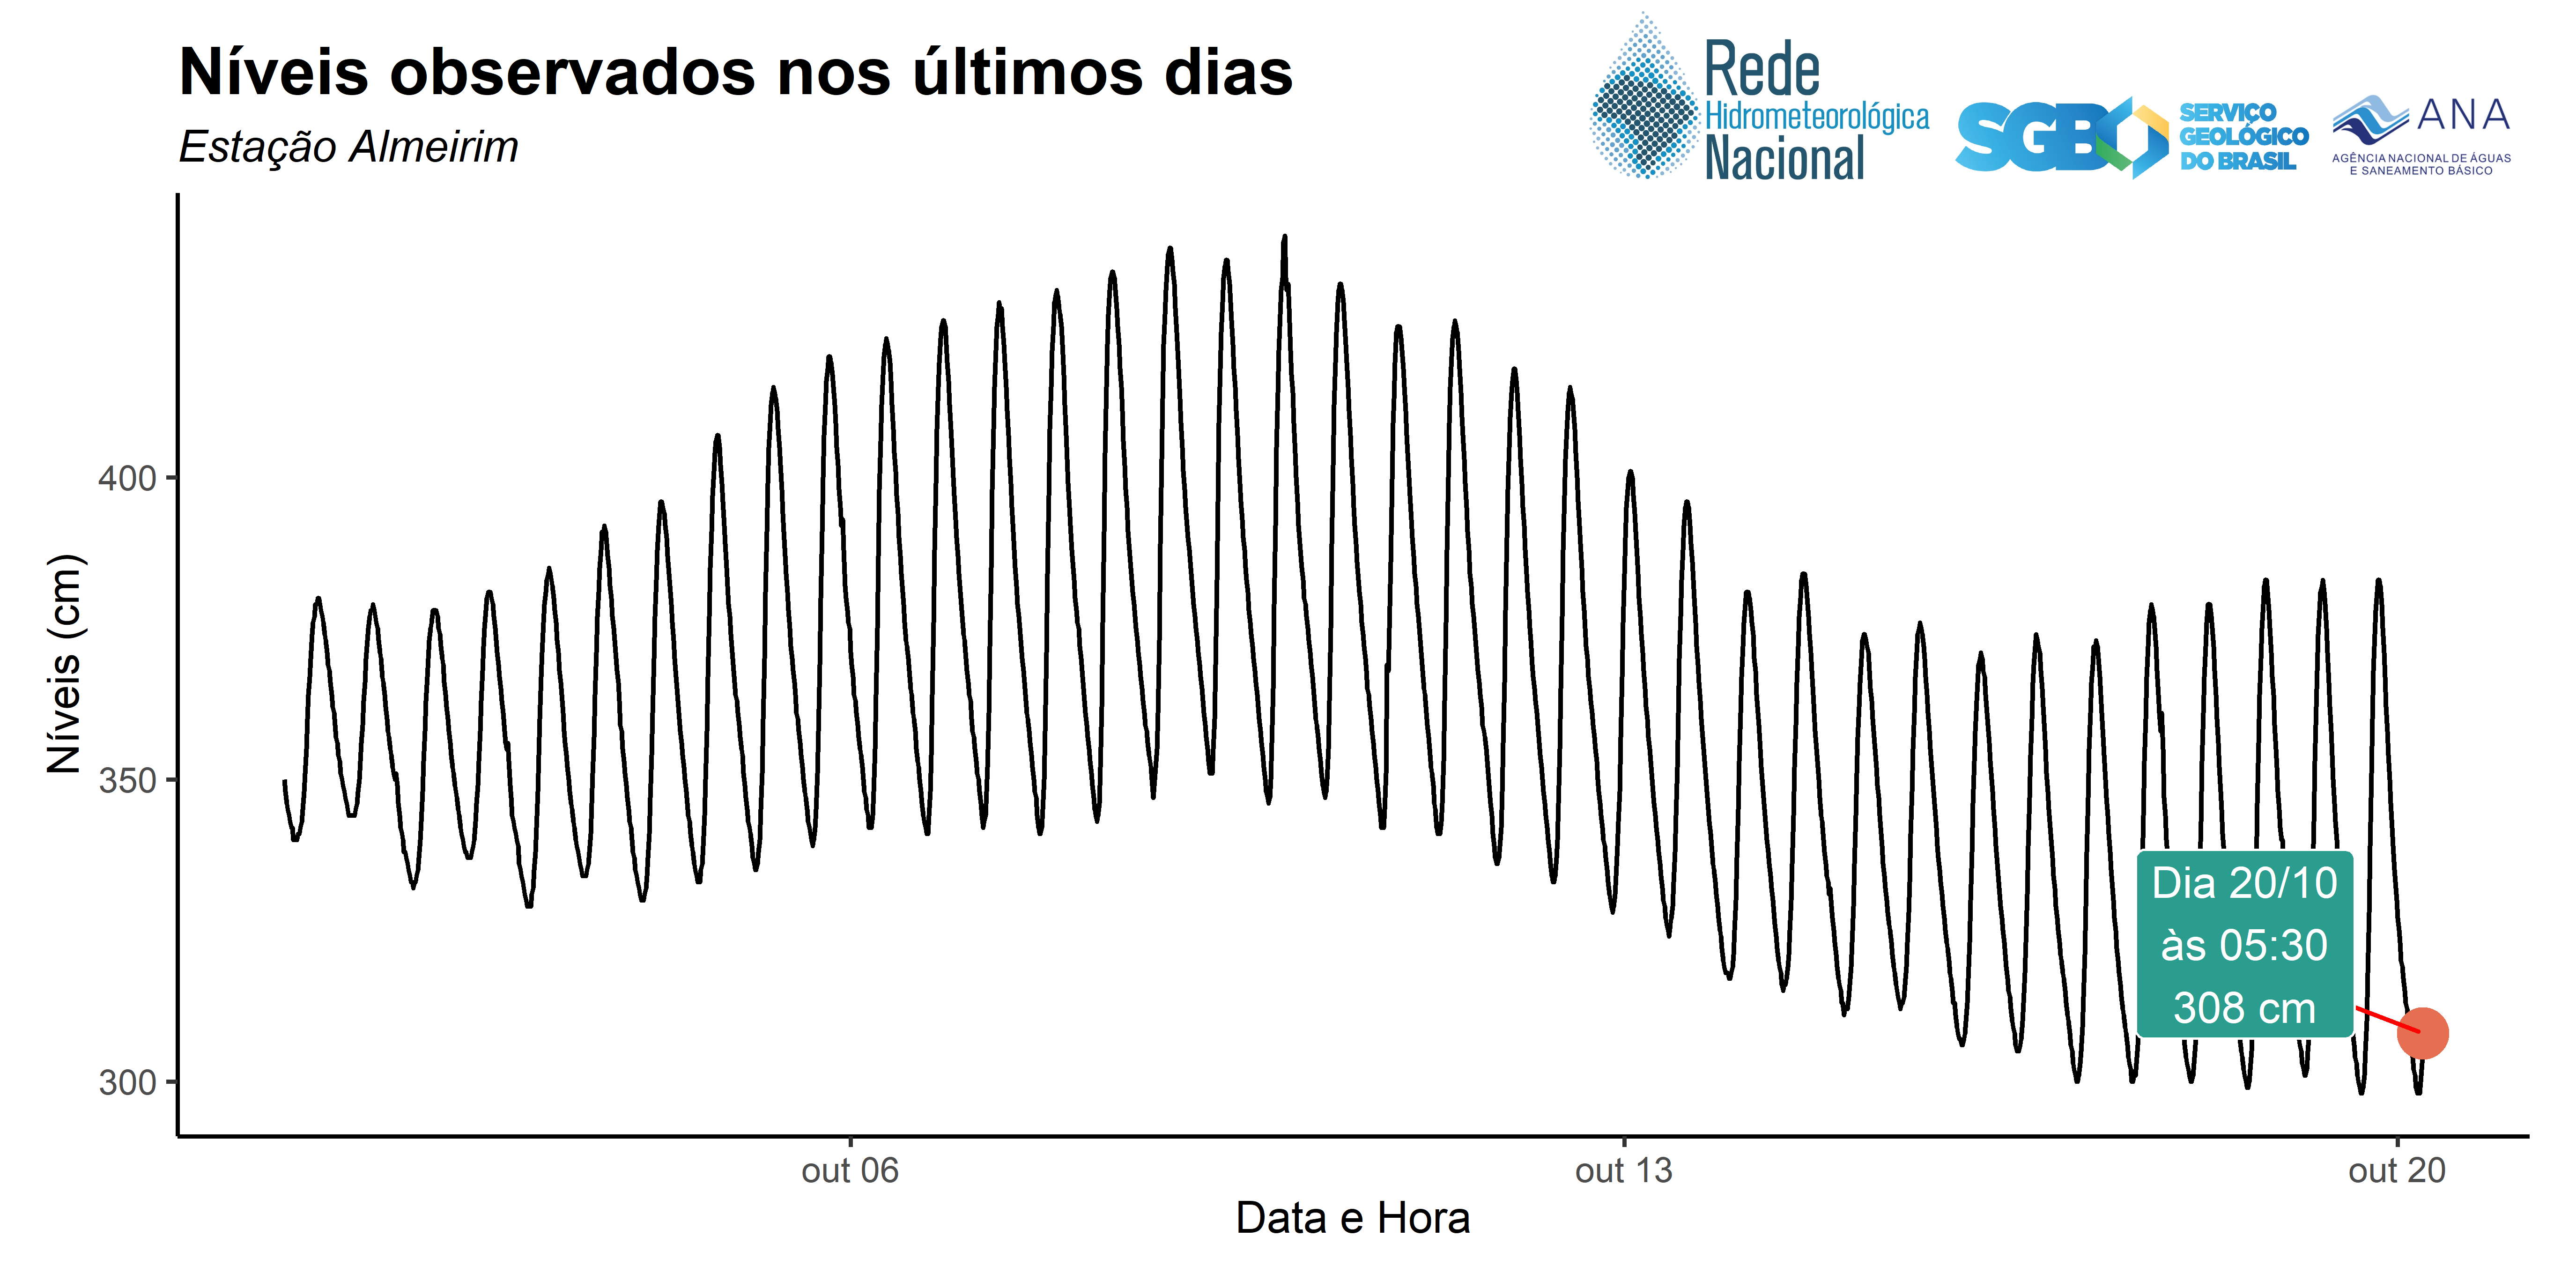 Níveis observados nos últimos dias
Estação Almeirim
Rede
Hidrometeorológica
Nacional
SGB
SERVIÇO
GEOLÓGICO
DO BRASIL
ANA
AGÊNCIA NACIONAL DE ÁGUAS
E SANEAMENTO BÁSICO
Níveis (cm)
400
350
300
Dia 20/10
às 05:30
308 cm
out 06
out 13
out 20
Data e Hora